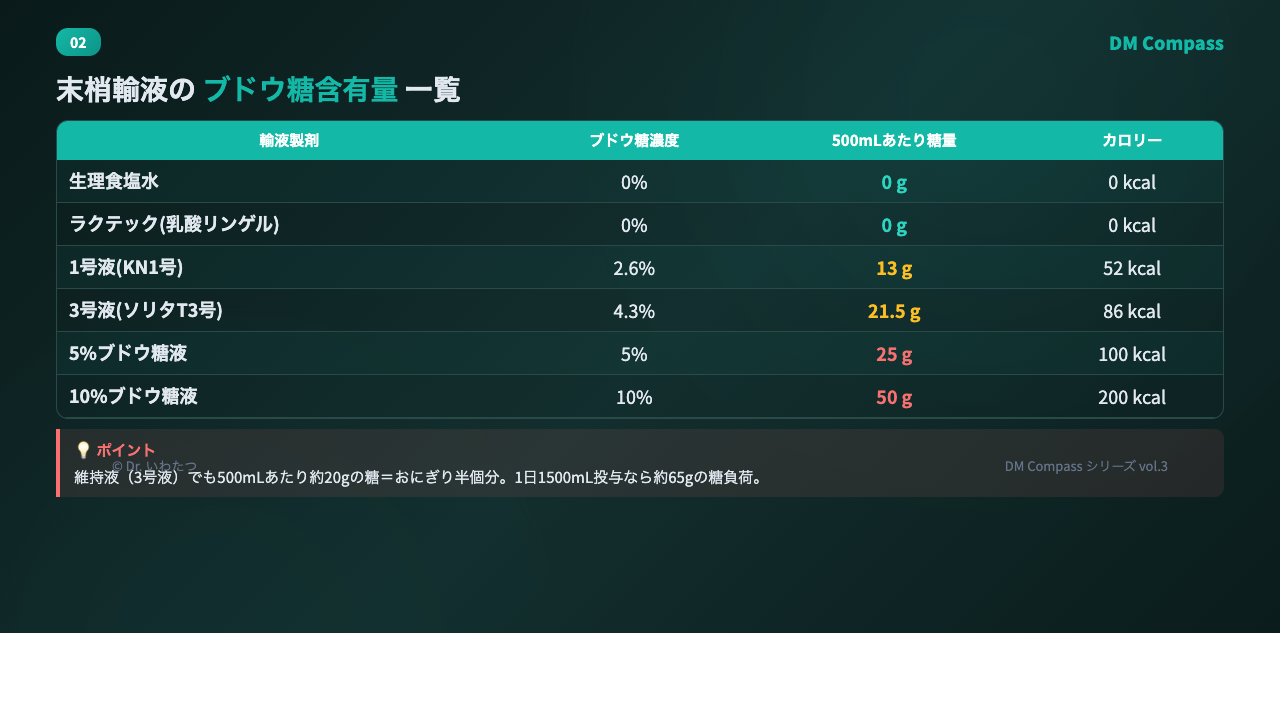 02
DM Compass
末梢輸液の ブドウ糖含有量 一覧
輸液製剤 ブドウ糖濃度 500mLあたり糖量 カロリー
生理食塩水 0% 0 g 0 kcal
ラクテック(乳酸リンゲル) 0% 0 g 0 kcal
1号液(KN1号) 2.6% 13 g 52 kcal
3号液(ソリタT3号) 4.3% 21.5 g 86 kcal
5%ブドウ糖液 5% 25 g 100 kcal
10%ブドウ糖液 10% 50 g 200 kcal
💡 ポイント
© Dr. いわたつ
DM Compass シリーズ vol.3
維持液（3号液）でも500mLあたり約20gの糖＝おにぎり半個分。1日1500mL投与なら約65gの糖負荷。